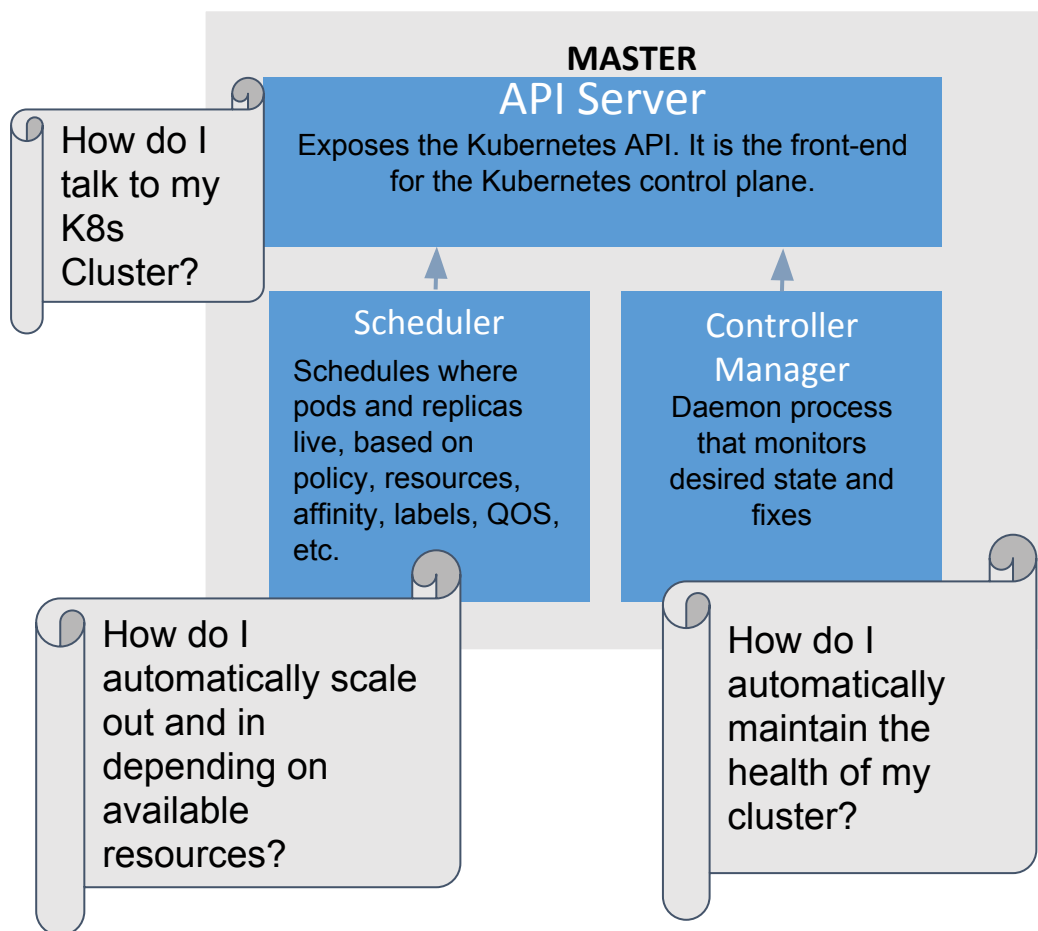 MASTER
API Server
Exposes the Kubernetes API. It is the front-end
for the Kubernetes control plane.
How do I
talk to my
K8s
Cluster?
Scheduler
Schedules where
pods and replicas
live, based on
policy, resources,
affinity, labels, QOS,
etc.
Controller
Manager
Daemon process
that monitors
desired state and
fixes
How do I
automatically scale
out and in
depending on
available
resources?
How do I
automatically
maintain the
health of my
cluster?